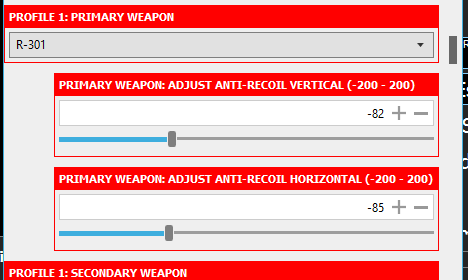 PROFILE 1: PRIMARY WEAPON
R-301
PRIMARY WEAPON: ADJUST ANTI-RECOIL VERTICAL (-200 - 200)
-82
PRIMARY WEAPON: ADJUST ANTI-RECOIL HORIZONTAL (-200 - 200)
-85
PROFILE 1: SECONDARY WEAPON